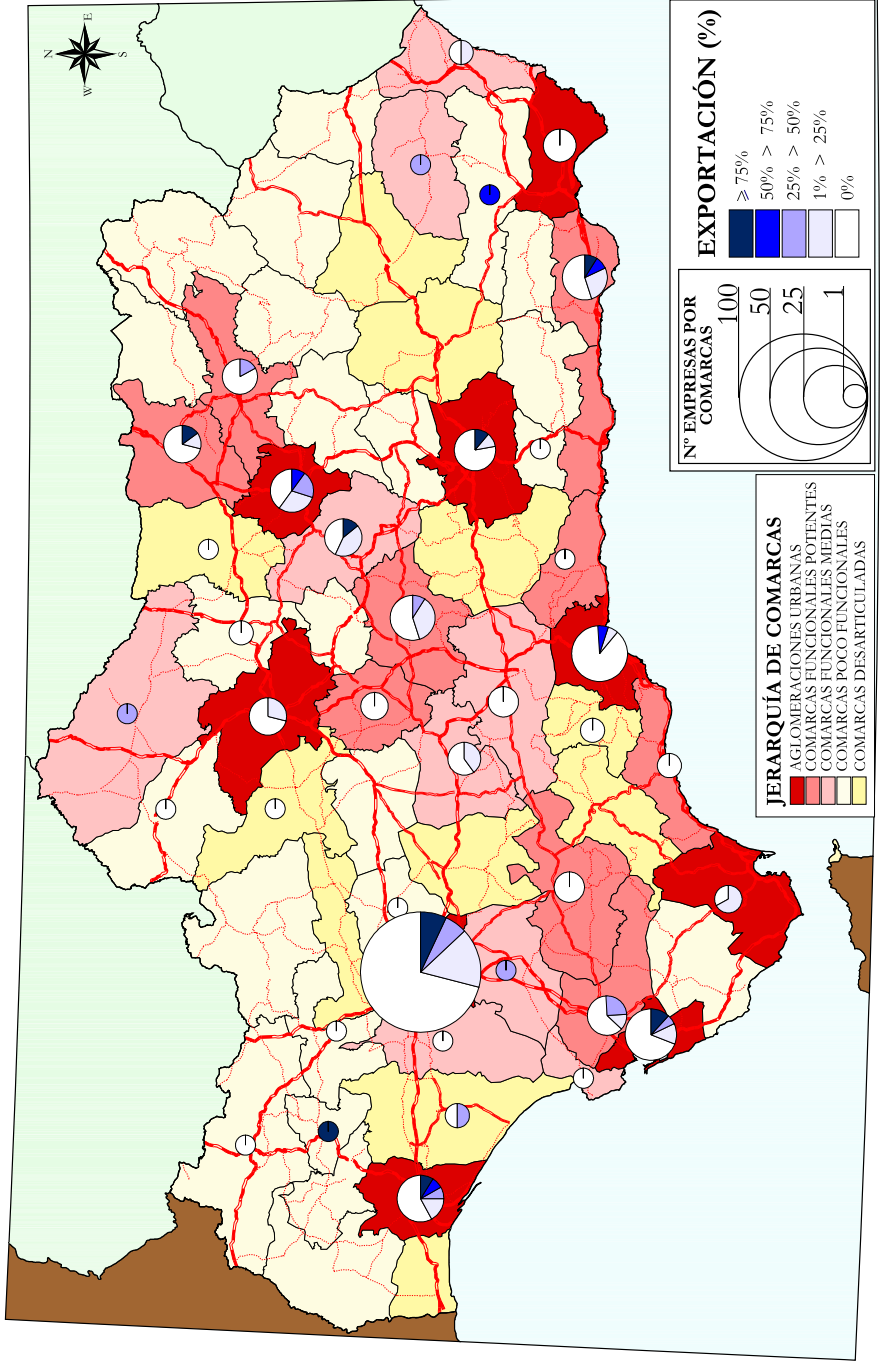 N
E
S
W
EXPORTACIÓN (%)
⩾ 75%
50% > 75%
25% > 50%
1% > 25%
0%
Nº EMPRESAS POR
COMARCAS
100
50
25
1
JERARQUÍA DE COMARCAS
AGLOMERACIONES URBANAS
COMARCAS FUNCIONALES POTENTES
COMARCAS FUNCIONALES MEDIAS
COMARCAS POCO FUNCIONALES
COMARCAS DESARTICULADAS